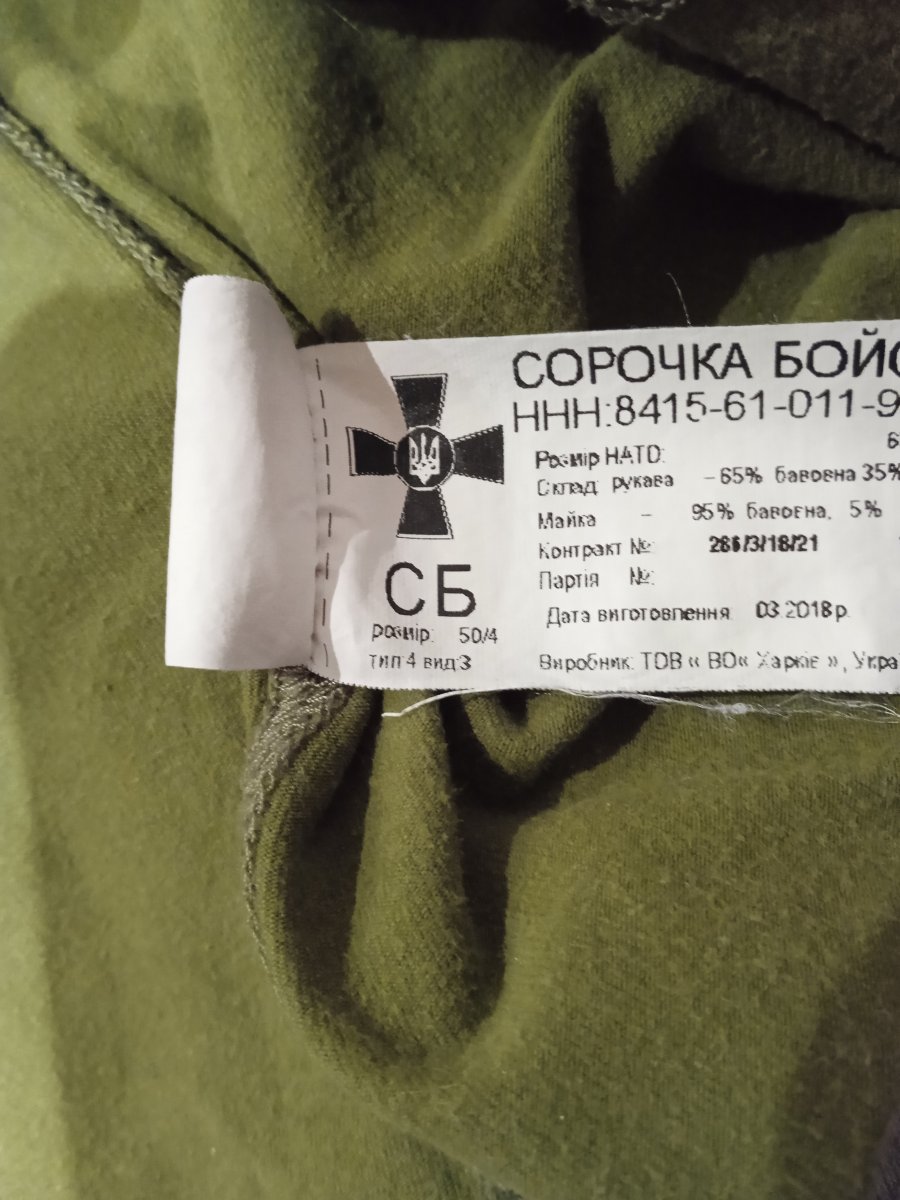 СОРОЧКА БОЙО
ННН:8415-61-011-9
6
Розмір НАТО:
Склад: рукава – 65% бавовна 35%
Майка – 95% бавовна, 5%
Контракт №: 286/3/18/21
Партія №:
Дата виготовлення 03.2018р.
Виробник: ТОВ « ВО« Харків », Укра
СБ
розмір: 50/4
тип:4 вид:3